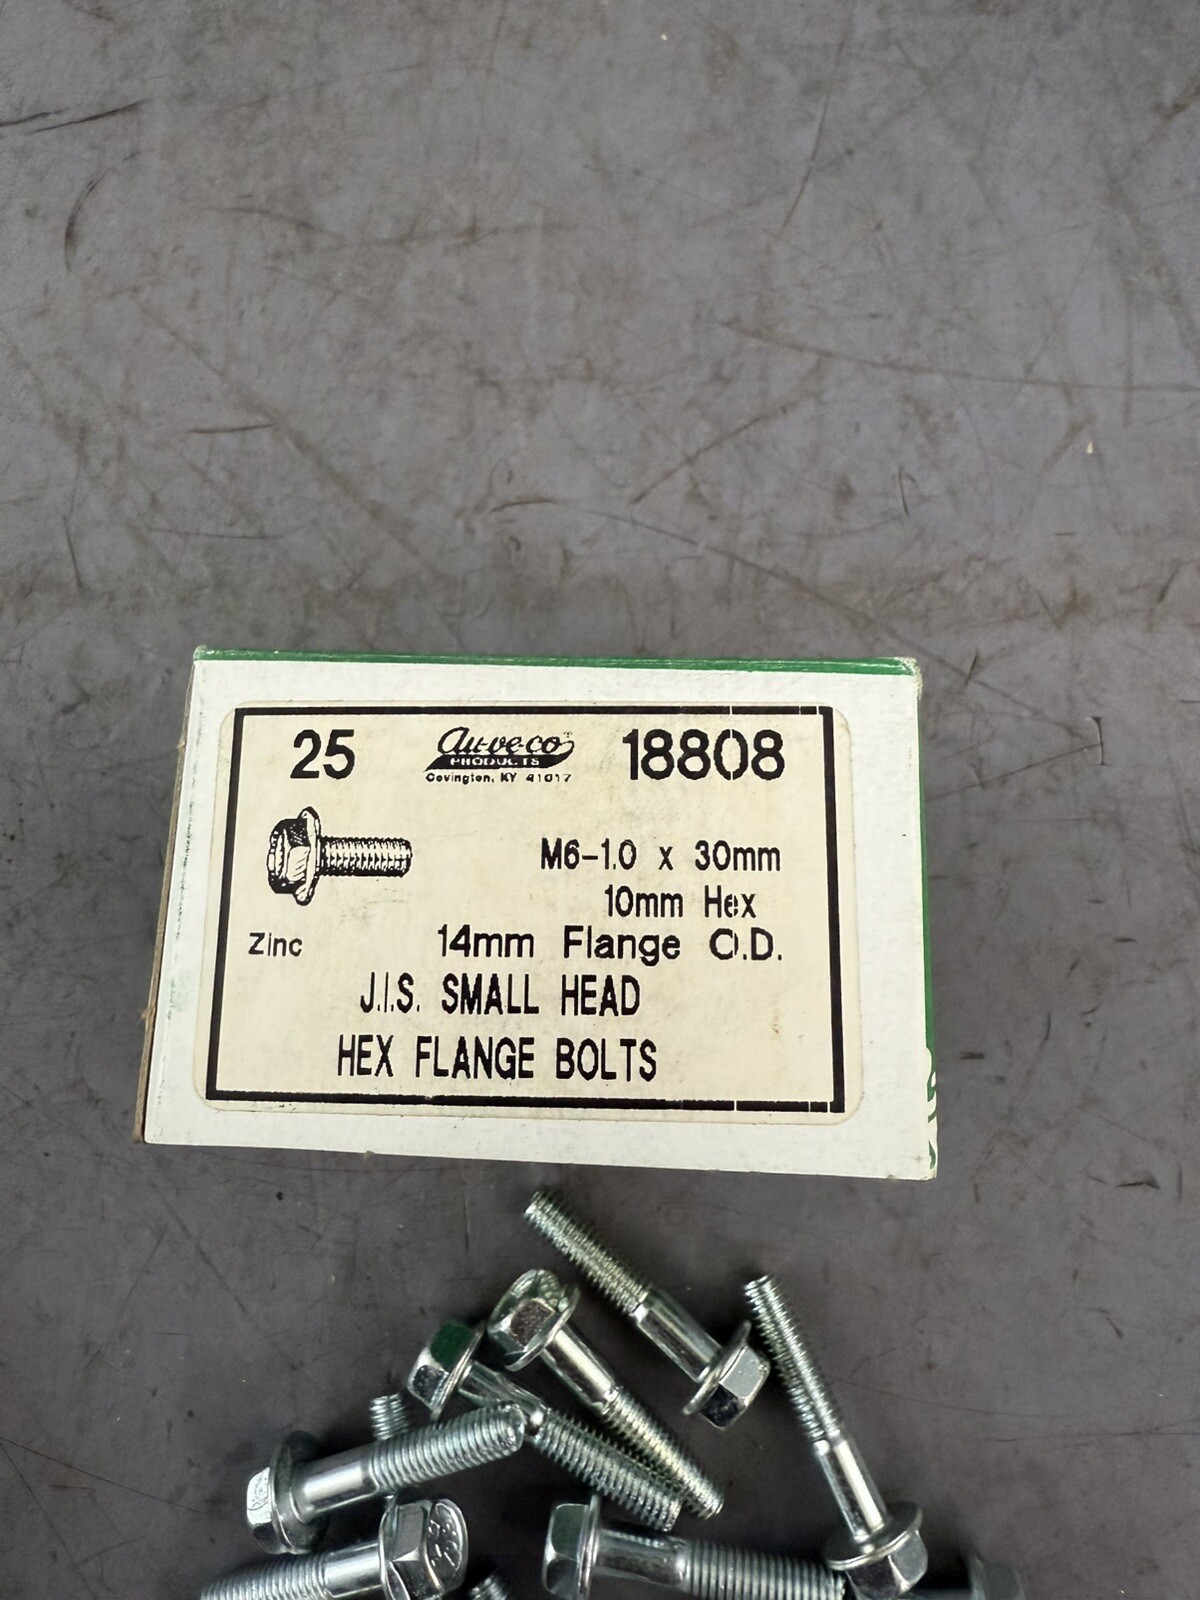 25
Au-ve-co®
PRODUCTS
Covington, KY 41017
18808
M6-1.0 x 30mm
10mm Hex
Zinc
14mm Flange O.D.
J.I.S. SMALL HEAD
HEX FLANGE BOLTS